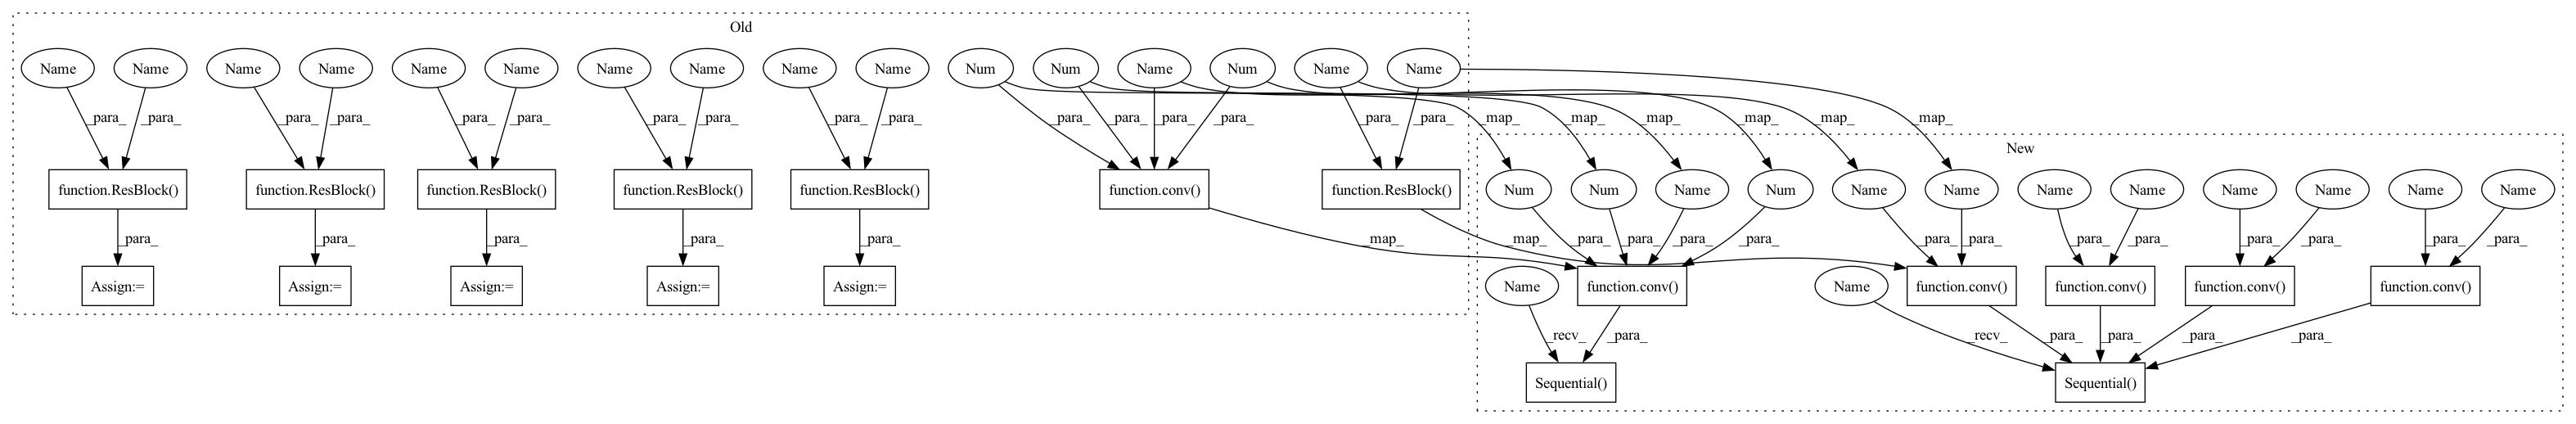 Old
Name Name Name Name Name Name Name Name Name Name Num Num Name Num Name Name
_para_ _para_ _para_ _para_ _para_ _para_ _para_ _para_ _para_ _para_ _para_ _para_ _para_ _para_ _para_ _para_ _map_ _map_ _map_ _map_ _map_ _map_
New
function.ResBlock() function.ResBlock() function.ResBlock() function.ResBlock() function.ResBlock() function.conv() function.ResBlock() Num Num Name Num Name Name Name Name Name Name Name Name
_para_ _para_ _para_ _para_ _para_ _map_ _map_ _para_ _para_ _para_ _para_ _para_ _para_ _para_ _para_ _para_ _para_ _para_ _para_
Assign:= Assign:= Assign:= Assign:= Assign:= Name function.conv() Name function.conv() function.conv() function.conv() function.conv()
_recv_ _para_ _recv_ _para_ _para_ _para_ _para_
Sequential() Sequential()